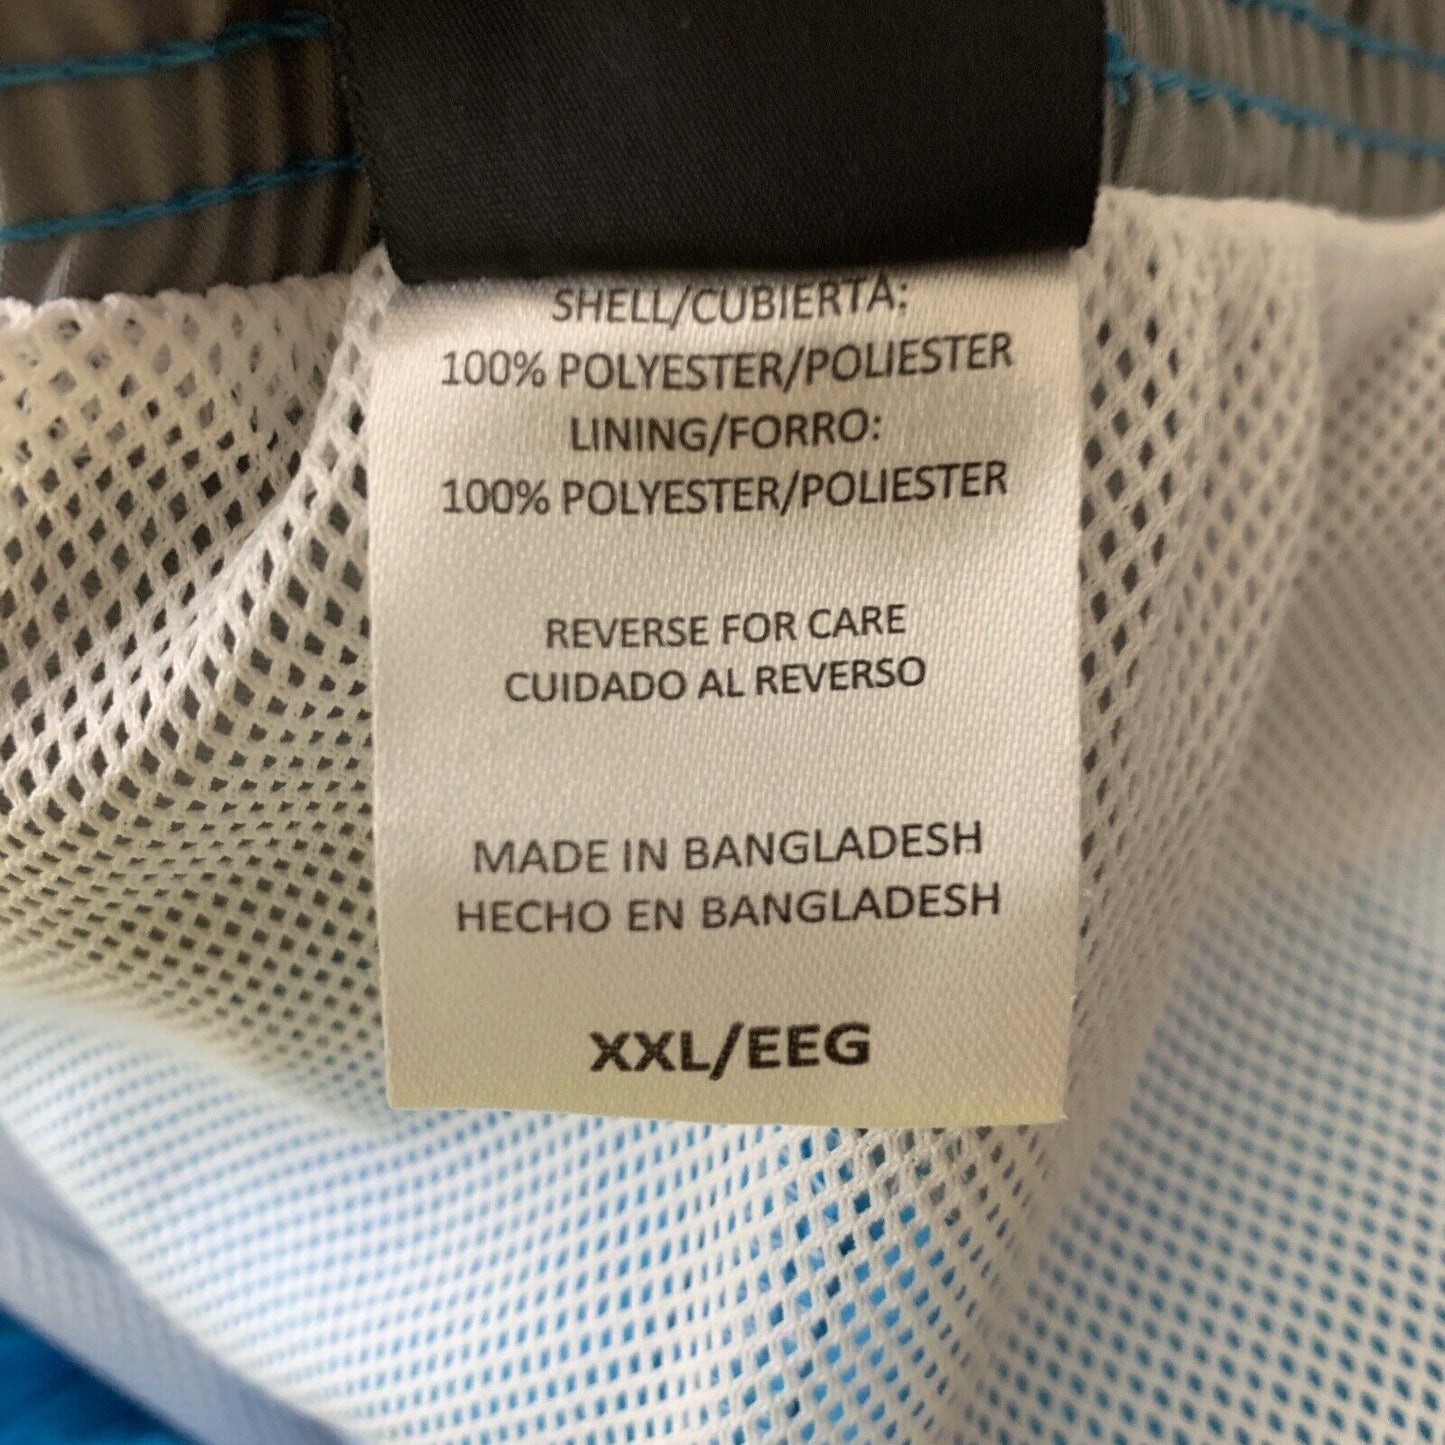 SHELL/CUBIERTA:
100% POLYESTER/POLIESTER
LINING/FORRO:
100% POLYESTER/POLIESTER
REVERSE FOR CARE
CUIDADO AL REVERSO
MADE IN BANGLADESH
HECHO EN BANGLADESH
XXL/EEG